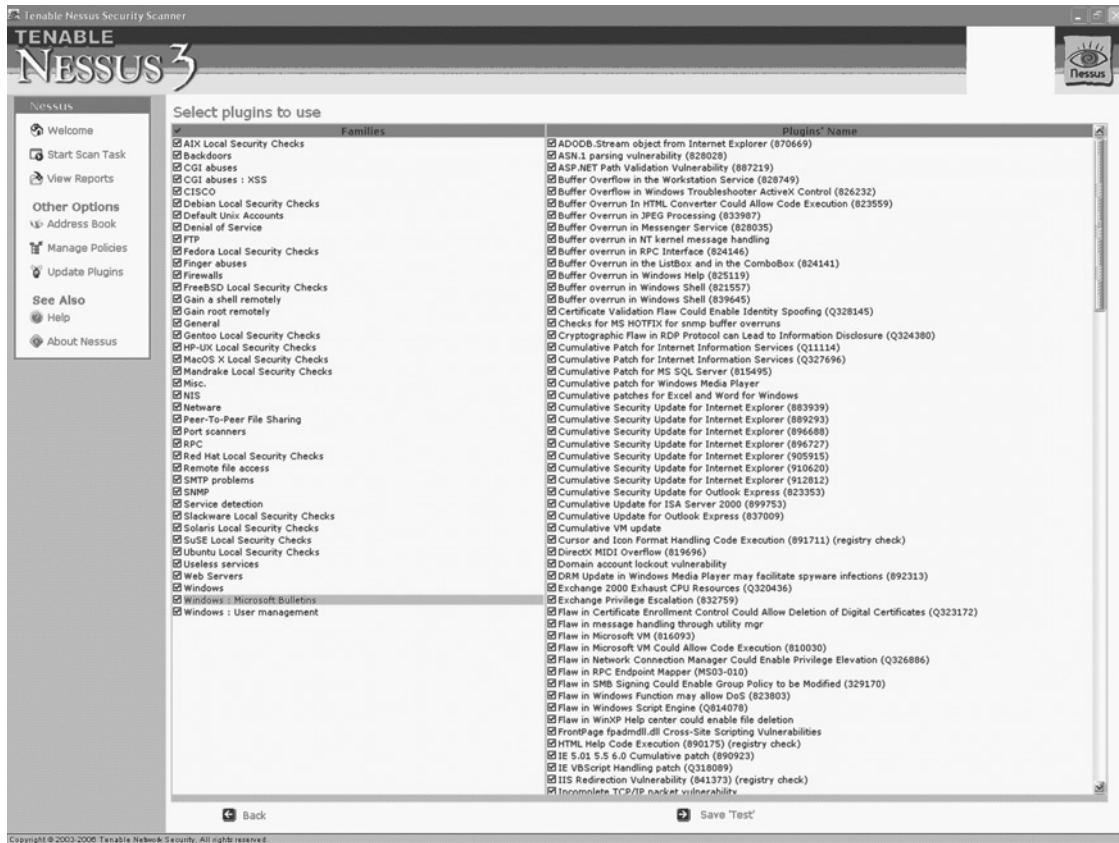 Tenable Nessus Security Scanner
TENABLE
NESSUS 3
Nessus
Nessus
Welcome
Start Scan Task
View Reports
Other Options
Address Book
Manage Policies
Update Plugins
See Also
Help
About Nessus
Select plugins to use
Families
AIX Local Security Checks
Backdoors
CGI abuses
CGI abuses : XSS
CISCO
Debian Local Security Checks
Default Unix Accounts
Denial of Service
FTP
Fedora Local Security Checks
Finger abuses
Firewalls
FreeBSD Local Security Checks
Gain a shell remotely
Gain root remotely
General
Gentoo Local Security Checks
HP-UX Local Security Checks
MacOS X Local Security Checks
Mandrake Local Security Checks
Misc.
NIS
Netware
Peer-To-Peer File Sharing
Port scanners
RPC
Red Hat Local Security Checks
Remote file access
SMTP problems
SNMP
Service detection
Slackware Local Security Checks
Solaris Local Security Checks
SuSE Local Security Checks
Ubuntu Local Security Checks
Useless services
Web Servers
Windows
Windows : Microsoft Bulletins
Windows : User management
Plugins' Name
ADODB.Stream object from Internet Explorer (870669)
ASN.1 parsing vulnerability (828028)
ASP.NET Path Validation Vulnerability (887219)
Buffer Overflow in the Workstation Service (828749)
Buffer Overflow in Windows Troubleshooter ActiveX Control (826232)
Buffer Overrun In HTML Converter Could Allow Code Execution (823559)
Buffer Overrun in JPEG Processing (833987)
Buffer Overrun in Messenger Service (828035)
Buffer overrun in NT kernel message handling
Buffer overrun in RPC Interface (824146)
Buffer Overrun in the ListBox and in the ComboBox (824141)
Buffer Overrun in Windows Help (825119)
Buffer overrun in Windows Shell (821557)
Buffer overrun in Windows Shell (839645)
Certificate Validation Flaw Could Enable Identity Spoofing (Q328145)
Checks for MS HOTFIX for snmp buffer overruns
Cryptographic Flaw in RDP Protocol can Lead to Information Disclosure (Q324380)
Cumulative Patch for Internet Information Services (Q11114)
Cumulative Patch for Internet Information Services (Q327696)
Cumulative Patch for MS SQL Server (815495)
Cumulative patch for Windows Media Player
Cumulative patches for Excel and Word for Windows
Cumulative Security Update for Internet Explorer (883939)
Cumulative Security Update for Internet Explorer (889293)
Cumulative Security Update for Internet Explorer (896688)
Cumulative Security Update for Internet Explorer (896727)
Cumulative Security Update for Internet Explorer (905915)
Cumulative Security Update for Internet Explorer (910620)
Cumulative Security Update for Internet Explorer (912812)
Cumulative Security Update for Outlook Express (823353)
Cumulative Update for ISA Server 2000 (899753)
Cumulative Update for Outlook Express (837009)
Cumulative VM update
Cursor and Icon Format Handling Code Execution (891711) (registry check)
DirectX MIDI Overflow (819696)
Domain account lockout vulnerability
DRM Update in Windows Media Player may facilitate spyware infections (892313)
Exchange 2000 Exhaust CPU Resources (Q320436)
Exchange Privilege Escalation (832759)
Flaw in Certificate Enrollment Control Could Allow Deletion of Digital Certificates (Q323172)
Flaw in message handling through utility mgr
Flaw in Microsoft VM (816093)
Flaw in Microsoft VM Could Allow Code Execution (810030)
Flaw in Network Connection Manager Could Enable Privilege Elevation (Q326886)
Flaw in RPC Endpoint Mapper (MS03-010)
Flaw in SMB Signing Could Enable Group Policy to be Modified (329170)
Flaw in Windows Function may allow DoS (823803)
Flaw in Windows Script Engine (Q814078)
Flaw in WinXP Help center could enable file deletion
FrontPage fpadmdll.dll Cross-Site Scripting Vulnerabilities
HTML Help Code Execution (890175) (registry check)
IE 5.01 5.5 6.0 Cumulative patch (890923)
IE VBScript Handling patch (Q318089)
IIS Redirection Vulnerability (841373) (registry check)
Incomplete TCP/IP packet vulnerability
Back
Save 'Test'
Copyright © 2003-2006 Tenable Network Security, All rights reserved.